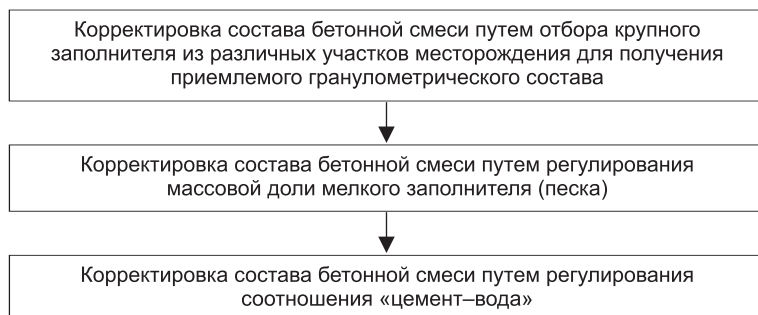 Корректировка состава бетонной смеси путем отбора крупного
заполнителя из различных участков месторождения для получения
приемлемого гранулометрического состава
Корректировка состава бетонной смеси путем регулирования
массовой доли мелкого заполнителя (песка)
Корректировка состава бетонной смеси путем регулирования
соотношения «цемент–вода»